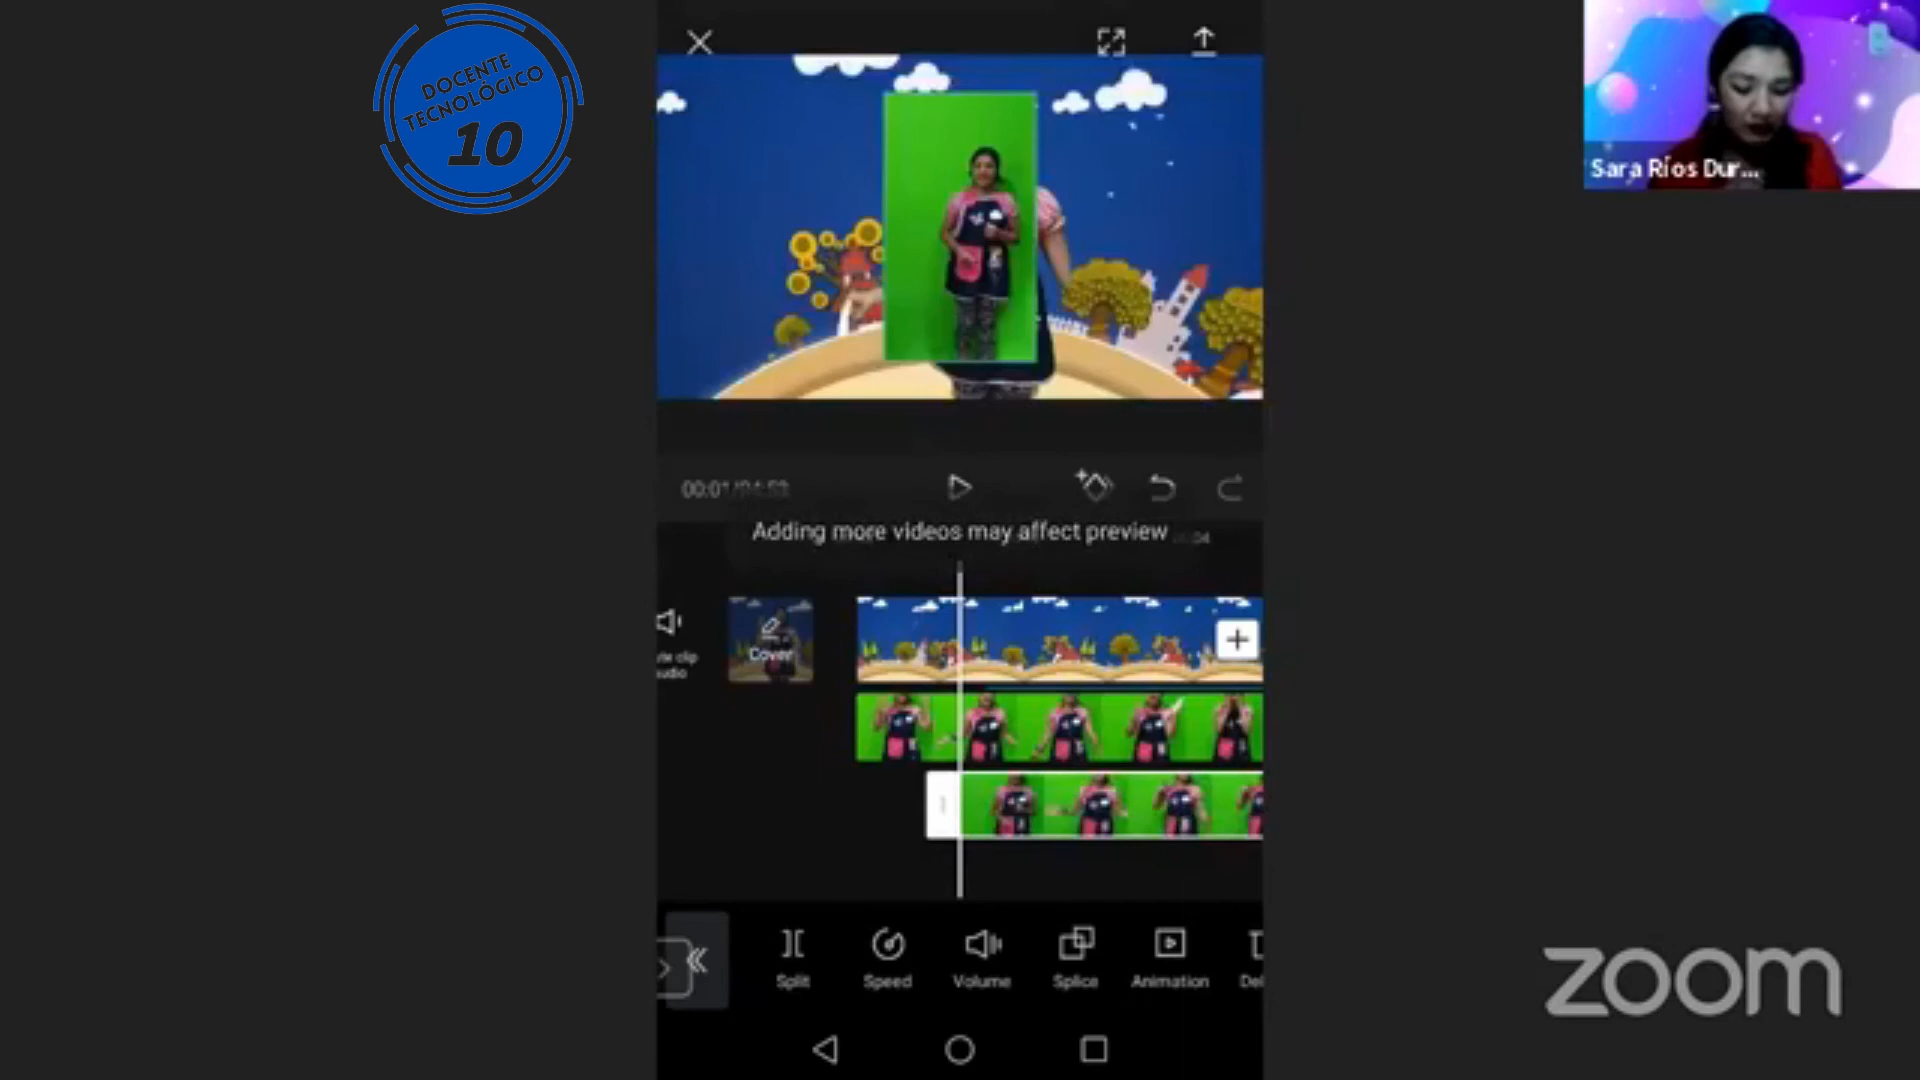 DOCENTE
TECNOLÓGICO
10
Sara Ríos Dur...
Adding more videos may affect preview
Cover
Split
Speed
Volume
Splice
Animation
zoom